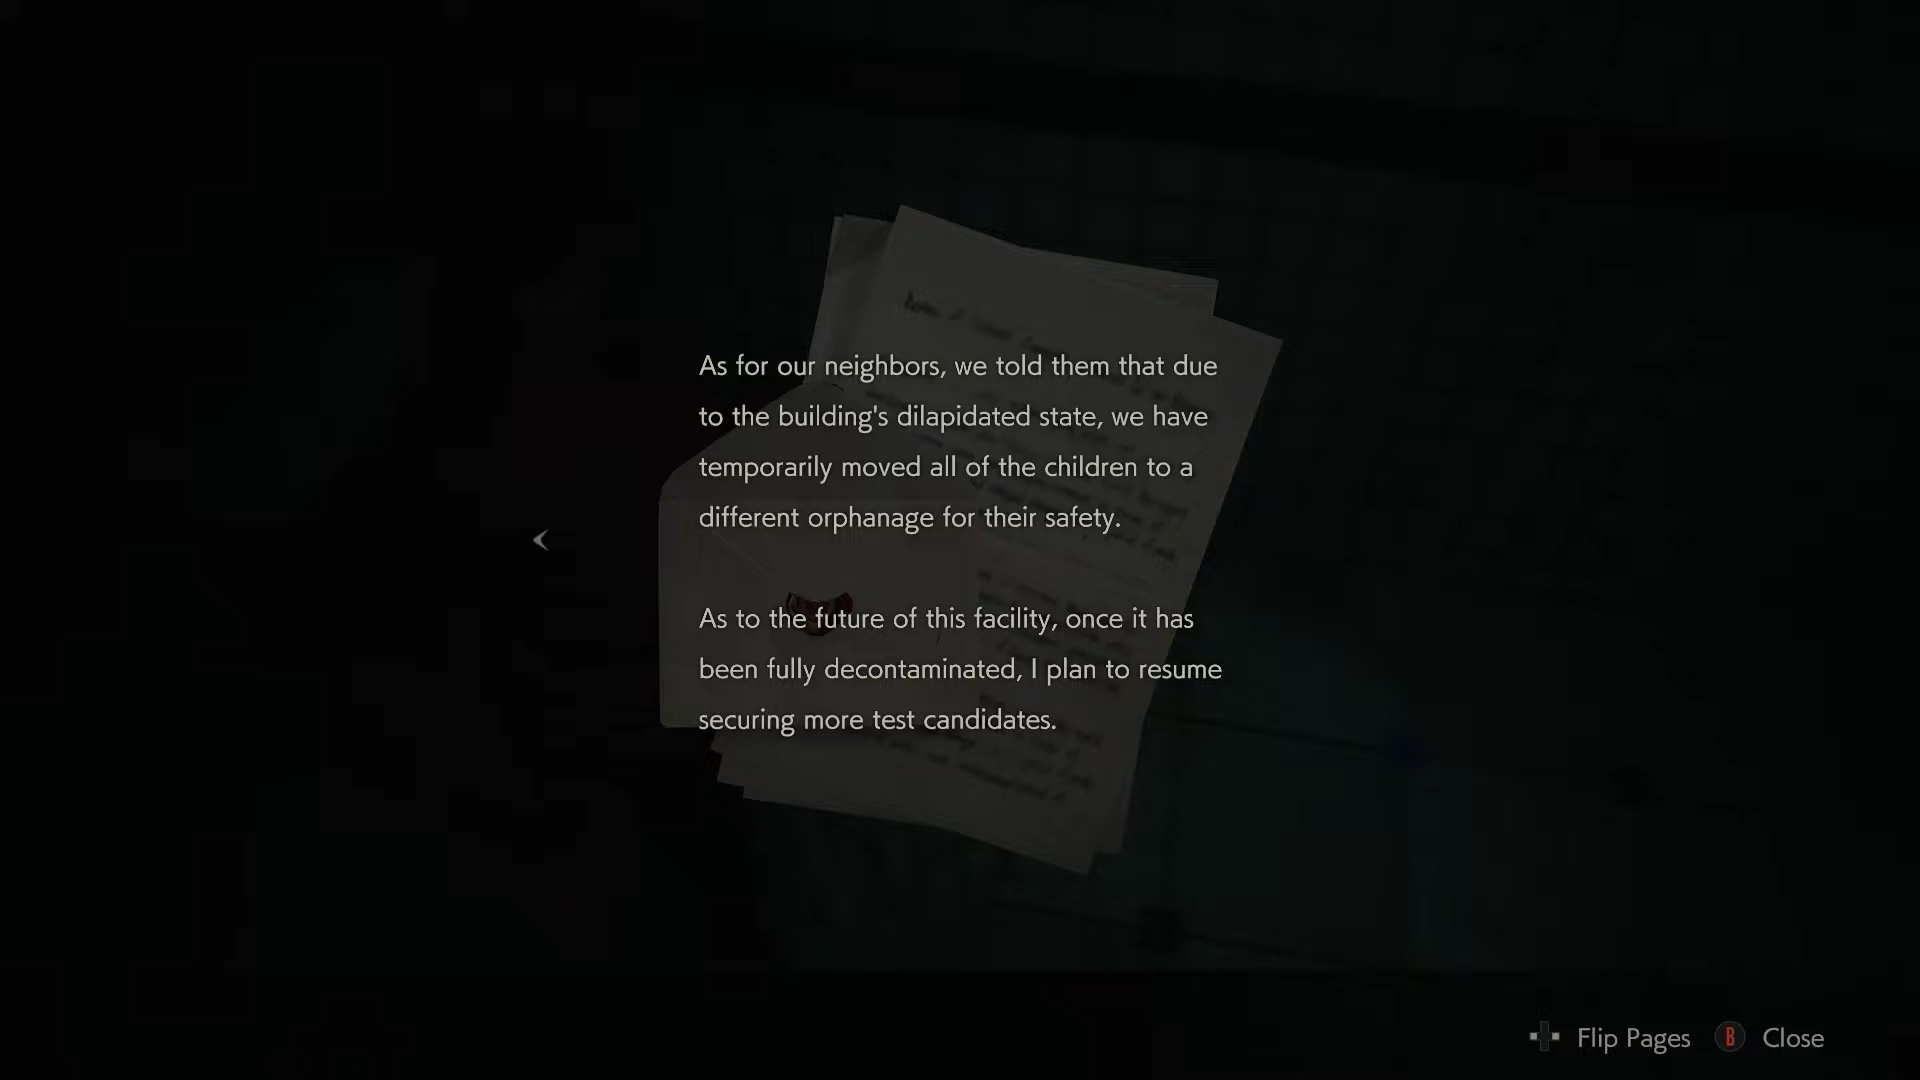 As for our neighbors, we told them that due
to the building's dilapidated state, we have
temporarily moved all of the children to a
different orphanage for their safety.
As to the future of this facility, once it has
been fully decontaminated, I plan to resume
securing more test candidates.
Flip Pages B Close